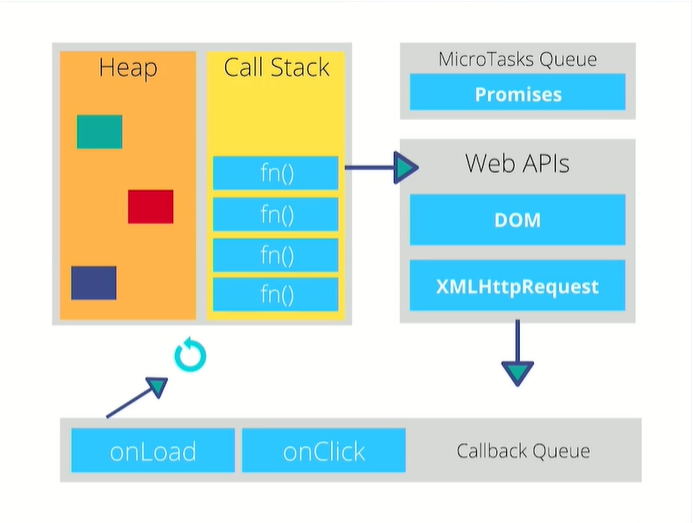 Heap
Call Stack
fn()
fn()
fn()
fn()
MicroTasks Queue
Promises
Web APIs
DOM
XMLHttpRequest
onLoad
onClick
Callback Queue